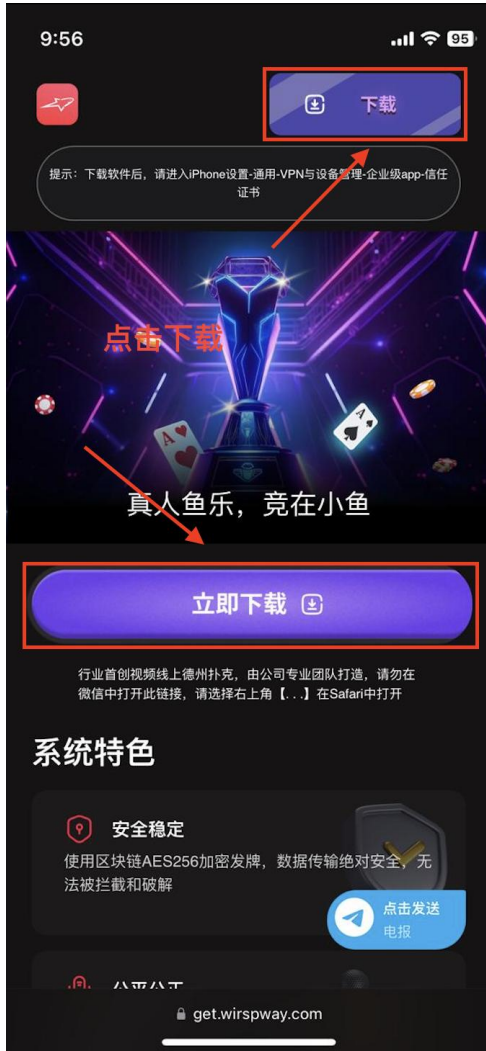 9:56
95
下载
提示：下载软件后，请进入iPhone设置-通用-VPN与设备管理-企业级app-信任
证书
点击下载
真人鱼乐，竞在小鱼
立即下载
行业首创视频线上德州扑克，由公司专业团队打造，请勿在
微信中打开此链接，请选择右上角【...】在Safari中打开
系统特色
安全稳定
使用区块链AES256加密发牌，数据传输绝对安全，无
法被拦截和破解
点击发送
电报
公平公正
get.wirspway.com